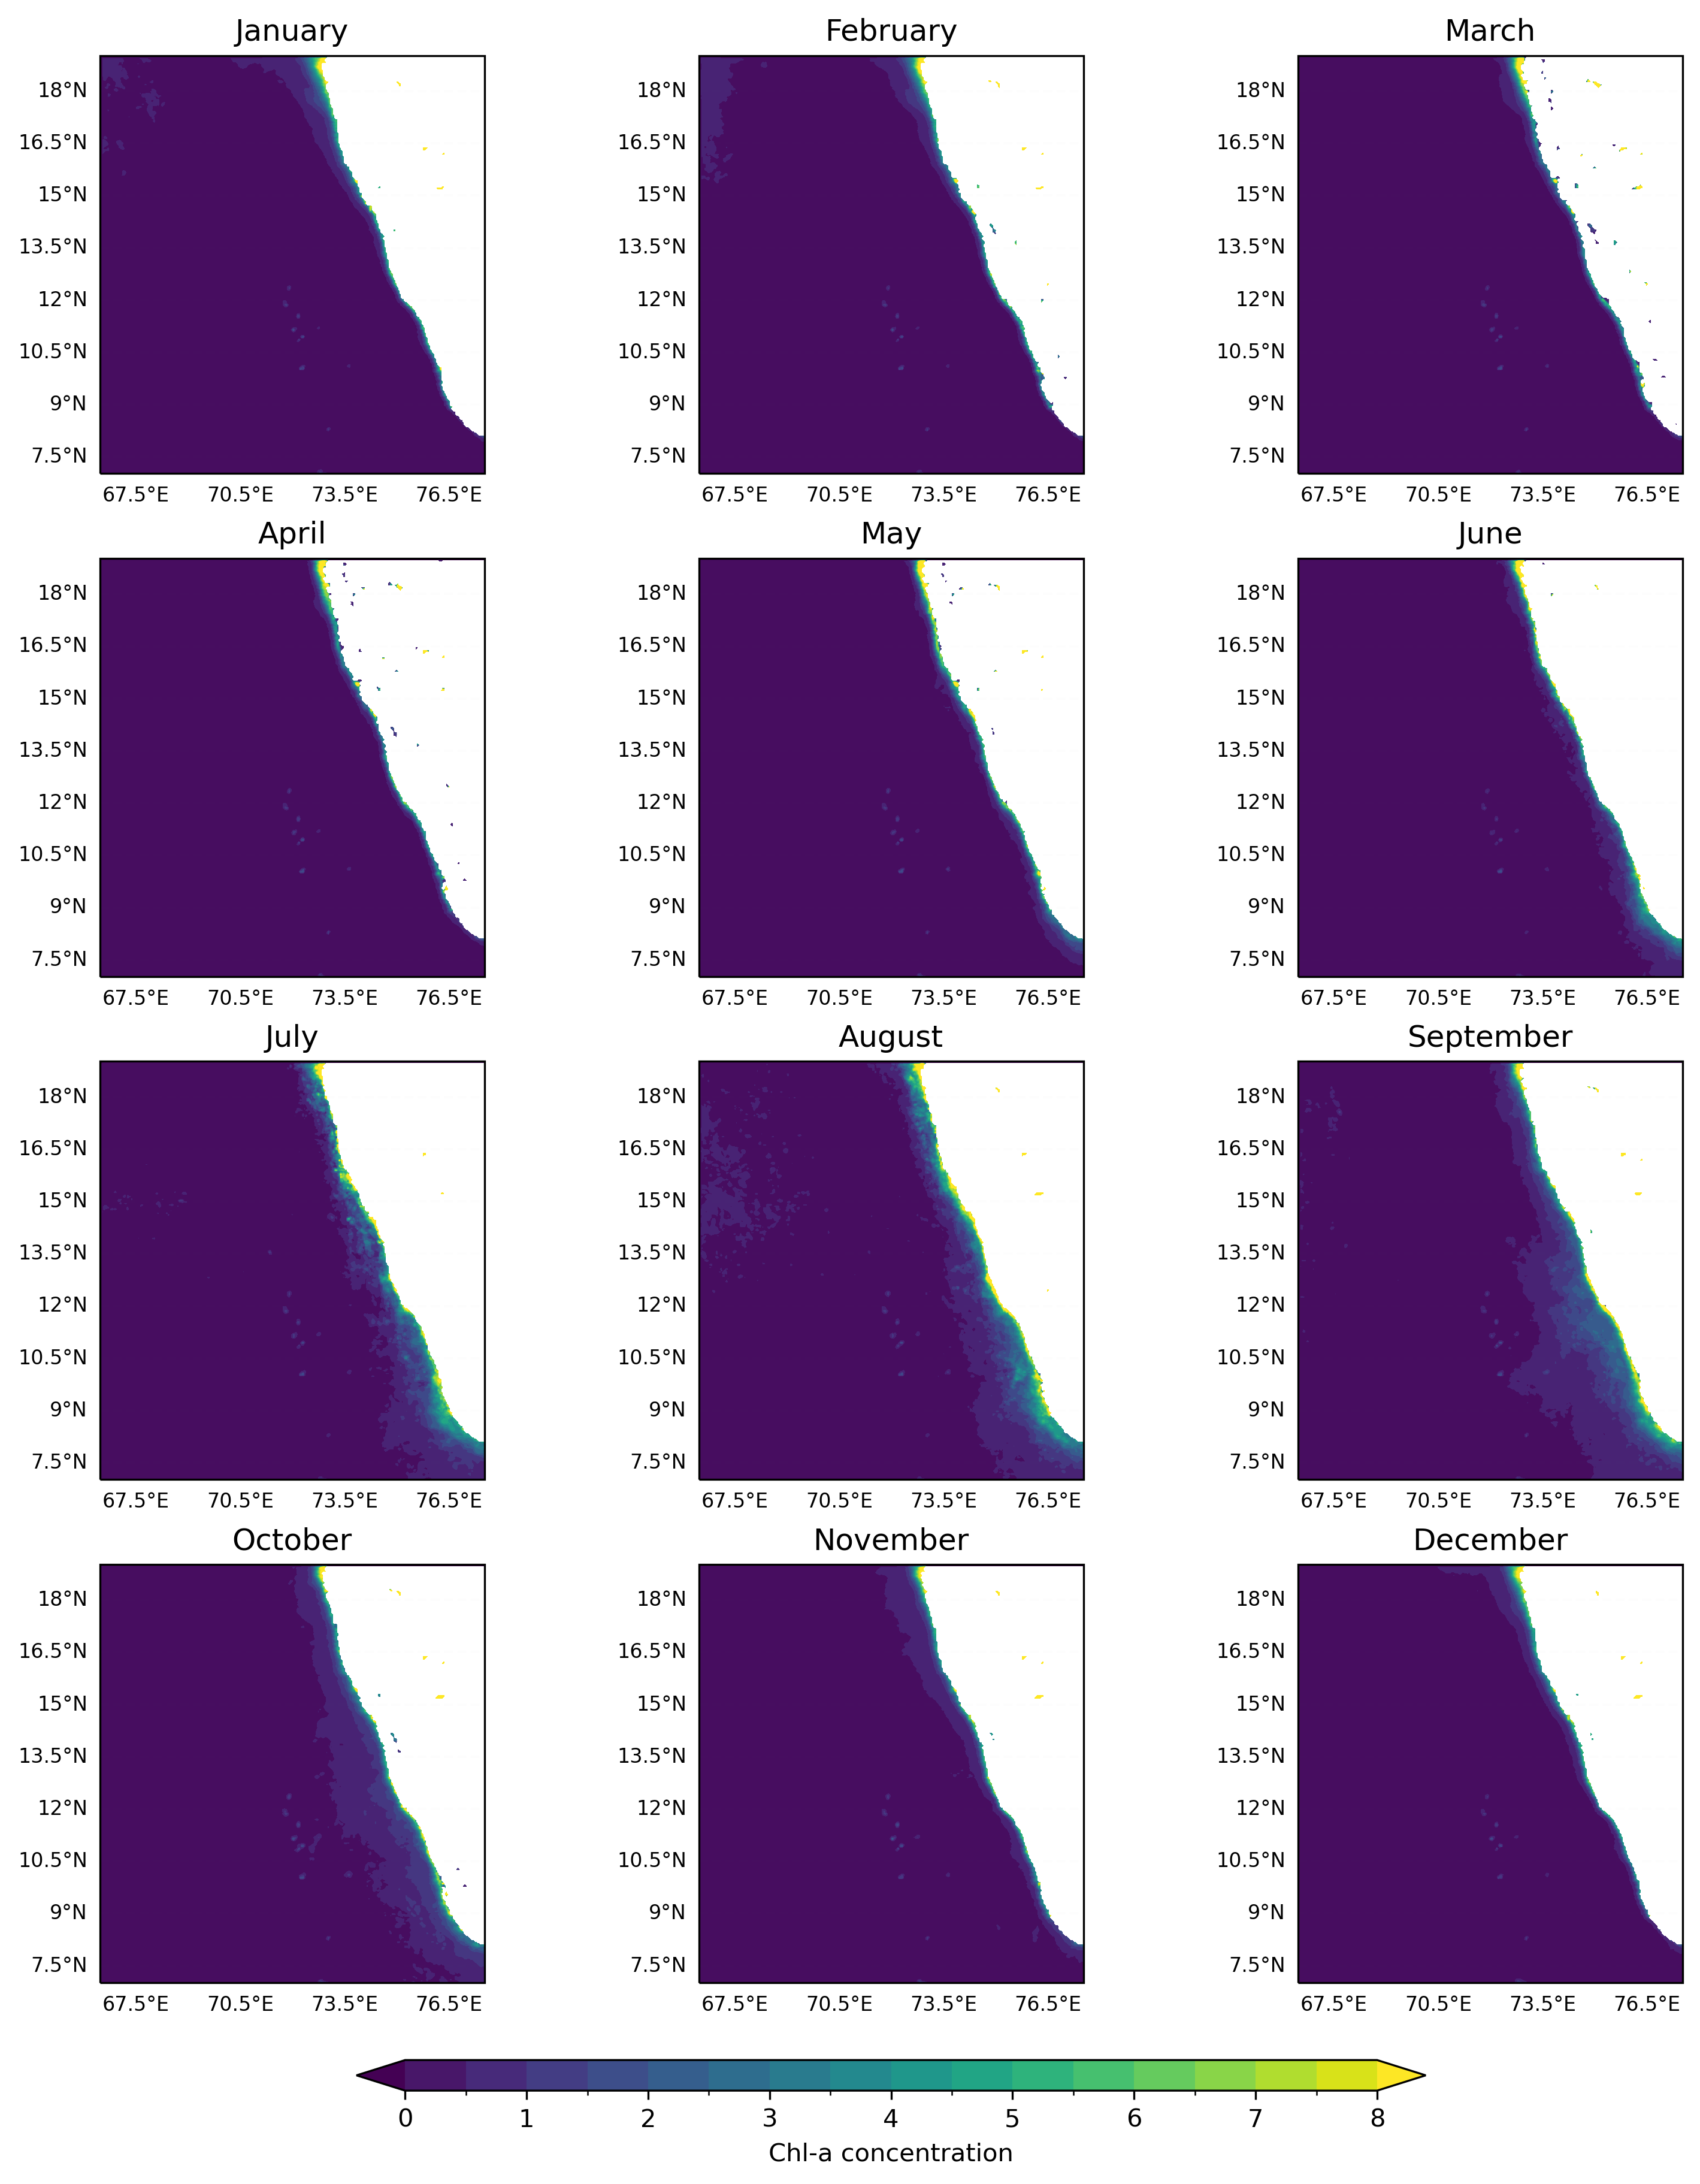 January February March
18°N 18°N 18°N
16.5°N 16.5°N 16.5°N
15°N 15°N 15°N
13.5°N 13.5°N 13.5°N
12°N 12°N 12°N
10.5°N 10.5°N 10.5°N
9°N 9°N 9°N
7.5°N 7.5°N 7.5°N
67.5°E 70.5°E 73.5°E 76.5°E 67.5°E 70.5°E 73.5°E 76.5°E 67.5°E 70.5°E 73.5°E 76.5°E
April May June
18°N 18°N 18°N
16.5°N 16.5°N 16.5°N
15°N 15°N 15°N
13.5°N 13.5°N 13.5°N
12°N 12°N 12°N
10.5°N 10.5°N 10.5°N
9°N 9°N 9°N
7.5°N 7.5°N 7.5°N
67.5°E 70.5°E 73.5°E 76.5°E 67.5°E 70.5°E 73.5°E 76.5°E 67.5°E 70.5°E 73.5°E 76.5°E
July August September
18°N 18°N 18°N
16.5°N 16.5°N 16.5°N
15°N 15°N 15°N
13.5°N 13.5°N 13.5°N
12°N 12°N 12°N
10.5°N 10.5°N 10.5°N
9°N 9°N 9°N
7.5°N 7.5°N 7.5°N
67.5°E 70.5°E 73.5°E 76.5°E 67.5°E 70.5°E 73.5°E 76.5°E 67.5°E 70.5°E 73.5°E 76.5°E
October November December
18°N 18°N 18°N
16.5°N 16.5°N 16.5°N
15°N 15°N 15°N
13.5°N 13.5°N 13.5°N
12°N 12°N 12°N
10.5°N 10.5°N 10.5°N
9°N 9°N 9°N
7.5°N 7.5°N 7.5°N
67.5°E 70.5°E 73.5°E 76.5°E 67.5°E 70.5°E 73.5°E 76.5°E 67.5°E 70.5°E 73.5°E 76.5°E
0 1 2 3 4 5 6 7 8
Chl-a concentration